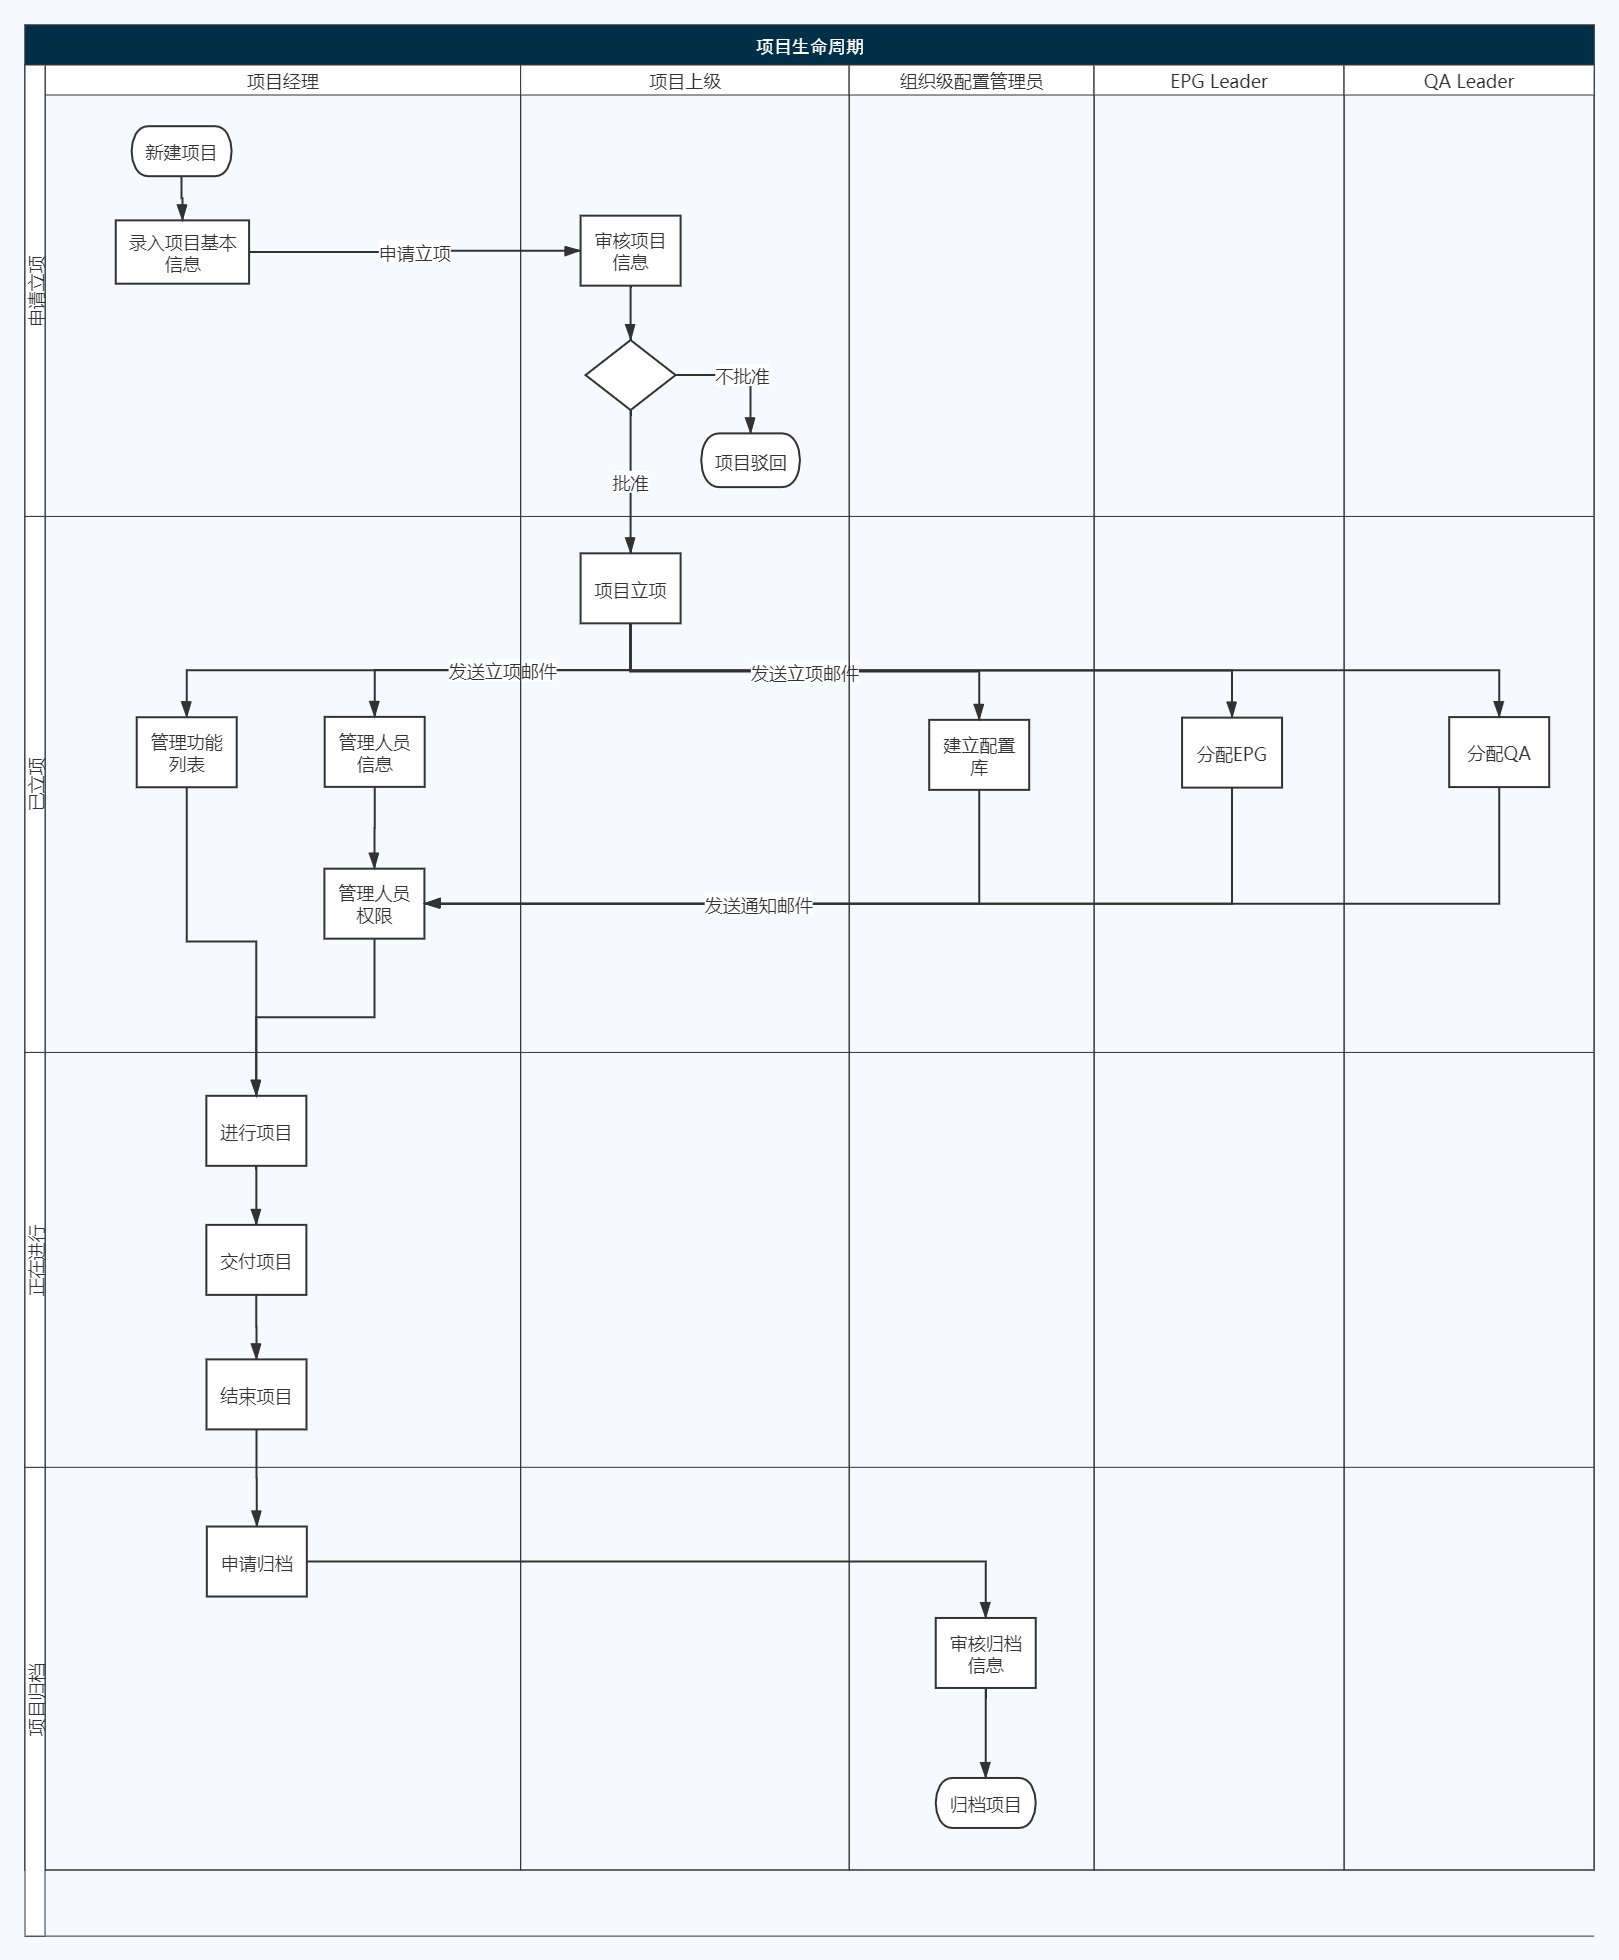 项目生命周期
项目经理
项目上级
组织级配置管理员
EPG Leader
QA Leader
申请立项
新建项目
录入项目基本
信息
申请立项
审核项目
信息
不批准
项目驳回
批准
已立项
项目立项
发送立项邮件
发送立项邮件
管理功能
列表
管理人员
信息
建立配置
库
分配EPG
分配QA
管理人员
权限
发送通知邮件
正在进行
进行项目
交付项目
结束项目
项目归档
申请归档
审核归档
信息
归档项目